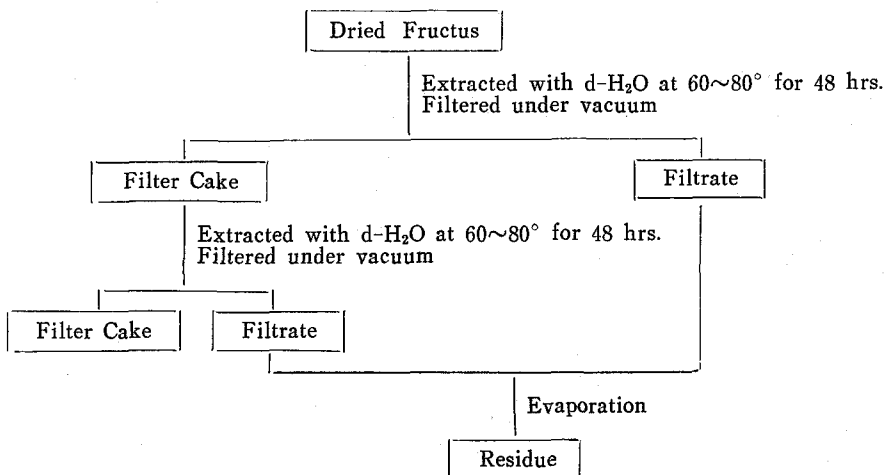 Dried Fructus
Extracted with d-H₂O at 60~80° for 48 hrs.
Filtered under vacuum
Filter Cake
Filtrate
Extracted with d-H₂O at 60~80° for 48 hrs.
Filtered under vacuum
Filter Cake
Filtrate
Evaporation
Residue